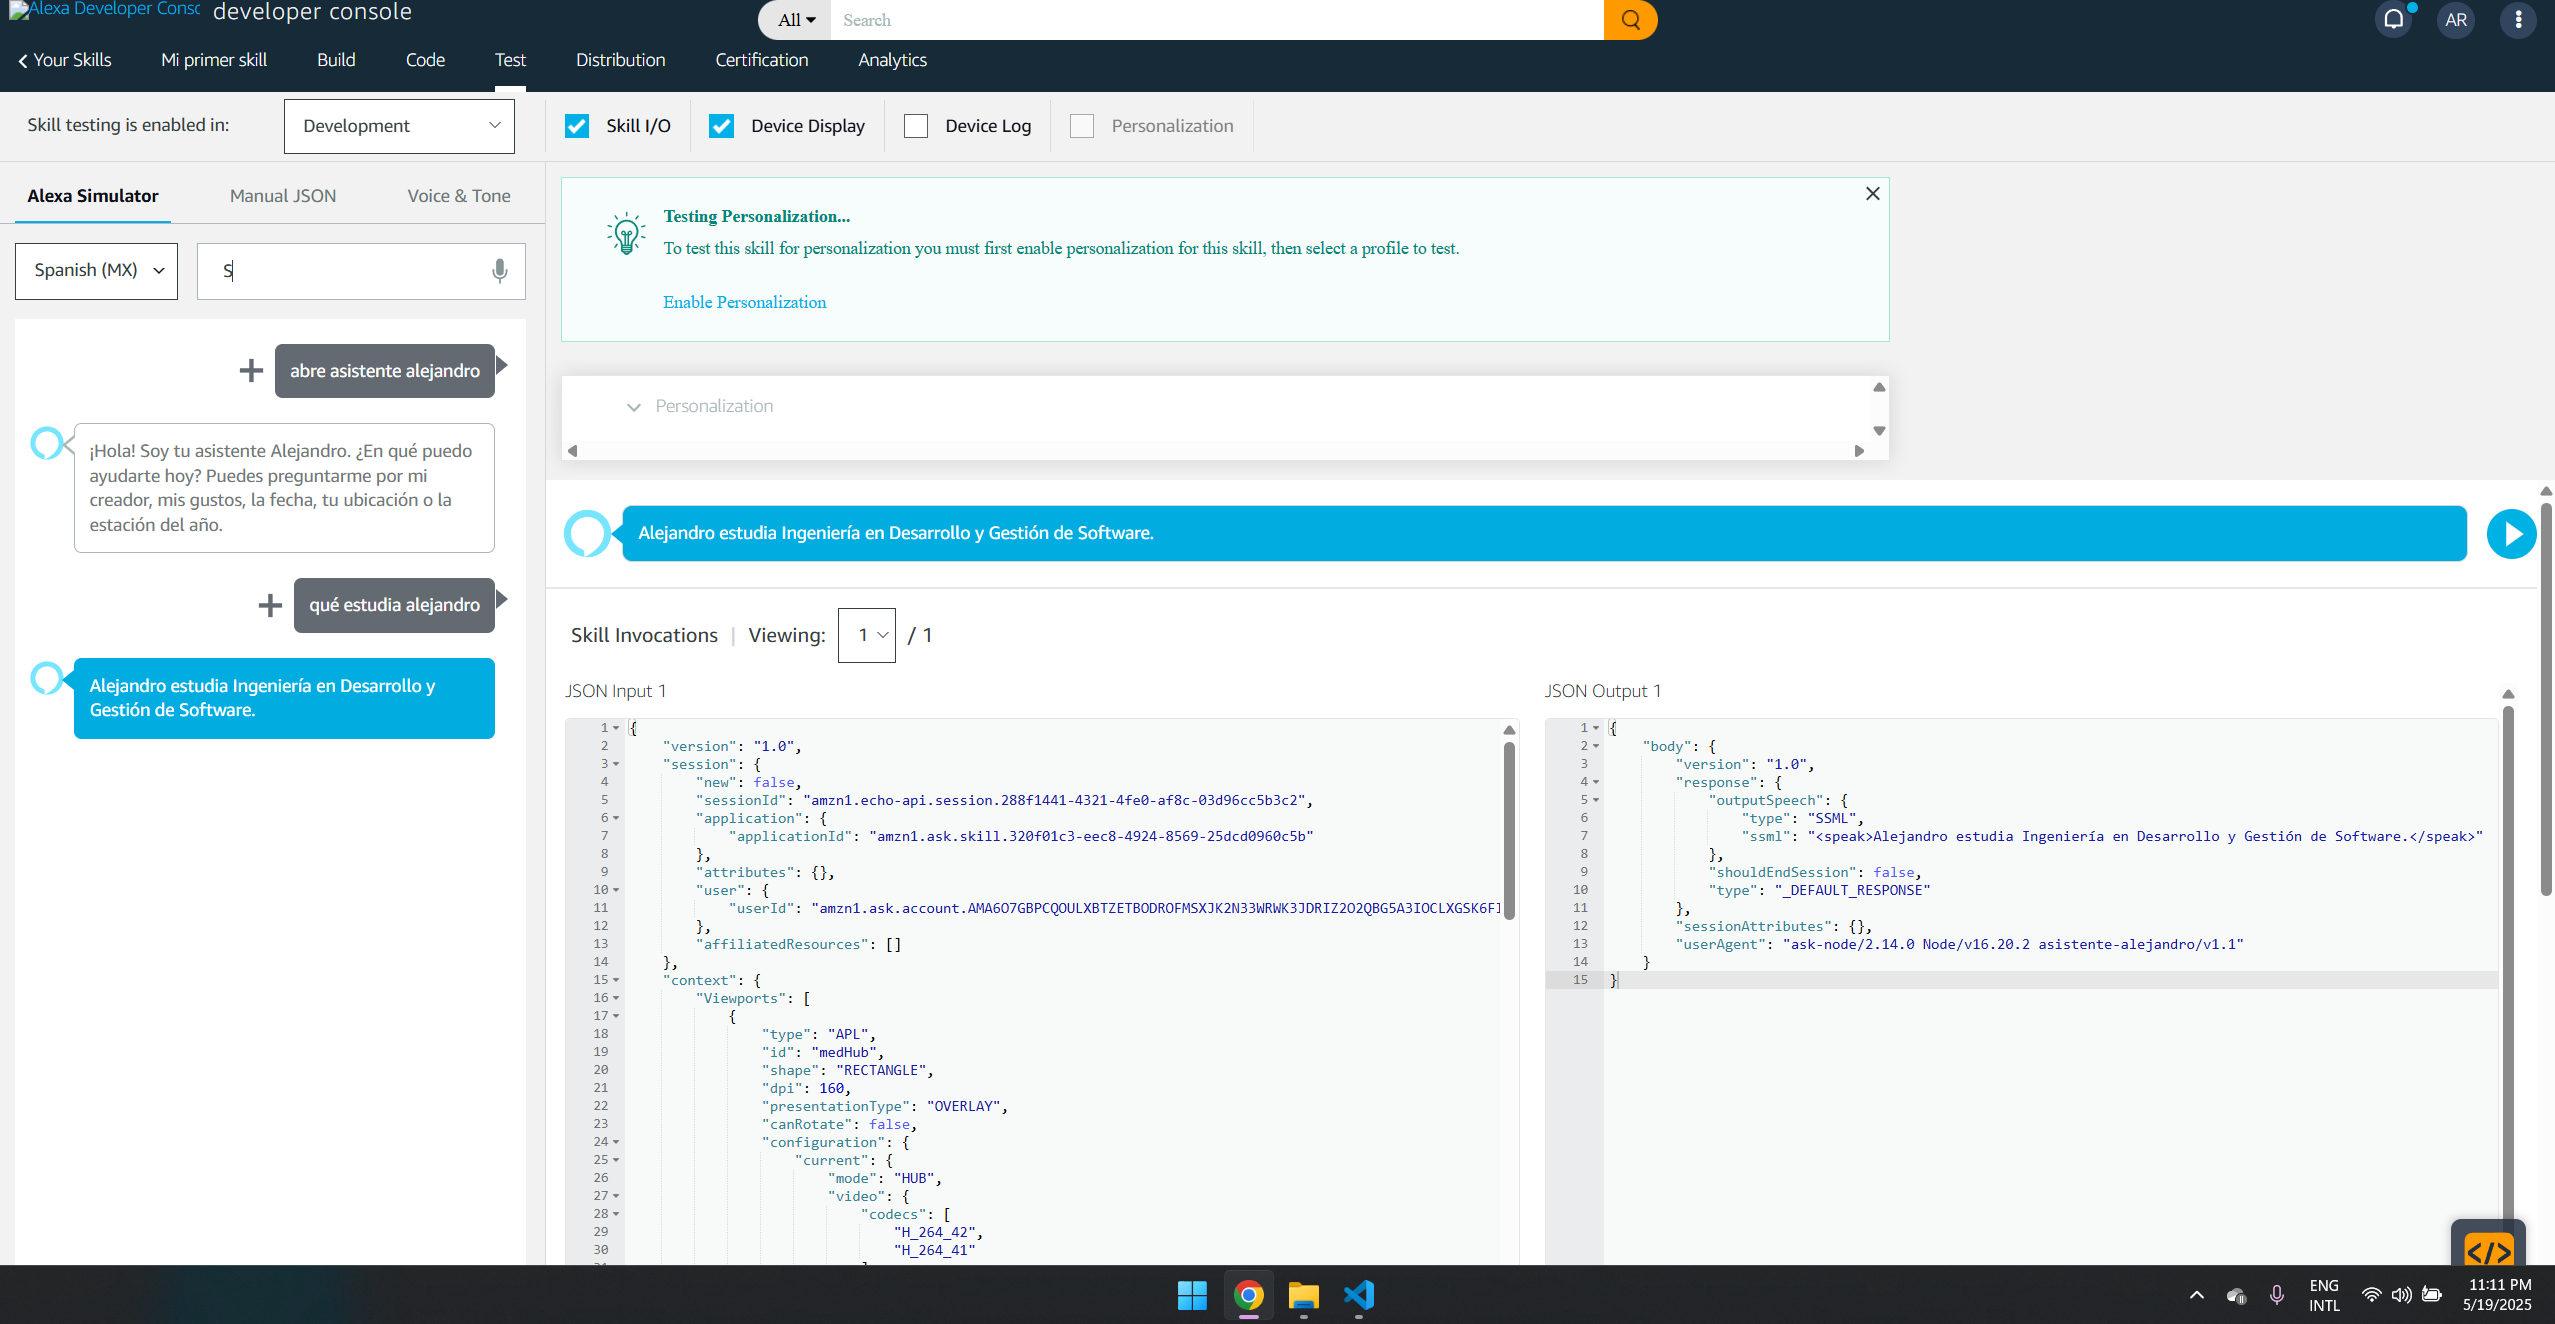 Alexa Developer Conso
developer console
All
Search
AR
Your Skills
Mi primer skill
Build
Code
Test
Distribution
Certification
Analytics
Skill testing is enabled in:
Development
Skill I/O
Device Display
Device Log
Personalization
Alexa Simulator
Manual JSON
Voice & Tone
Spanish (MX)
S
abre asistente alejandro
¡Hola! Soy tu asistente Alejandro. ¿En qué puedo
ayudarte hoy? Puedes preguntarme por mi
creador, mis gustos, la fecha, tu ubicación o la
estación del año.
qué estudia alejandro
Alejandro estudia Ingeniería en Desarrollo y
Gestión de Software.
Testing Personalization...
To test this skill for personalization you must first enable personalization for this skill, then select a profile to test.
Enable Personalization
Personalization
Alejandro estudia Ingeniería en Desarrollo y Gestión de Software.
Skill Invocations | Viewing: 1 / 1
JSON Input 1
1 {
2 "version": "1.0",
3 "session": {
4 "new": false,
5 "sessionId": "amzn1.echo-api.session.288f1441-4321-4fe0-af8c-03d96cc5b3c2",
6 "application": {
7 "applicationId": "amzn1.ask.skill.320f01c3-eec8-4924-8569-25dcd0960c5b"
8 },
9 "attributes": {},
10 "user": {
11 "userId": "amzn1.ask.account.AMA6O7GBPCQOULXBTZETBODROFMSXJK2N33WRWK3JDRIZ2O2QBG5A3IOCLXGSK6FI
12 },
13 "affiliatedResources": []
14 },
15 "context": {
16 "Viewports": [
17 {
18 "type": "APL",
19 "id": "medHub",
20 "shape": "RECTANGLE",
21 "dpi": 160,
22 "presentationType": "OVERLAY",
23 "canRotate": false,
24 "configuration": {
25 "current": {
26 "mode": "HUB",
27 "video": {
28 "codecs": [
29 "H_264_42",
30 "H_264_41"
JSON Output 1
1 {
2 "body": {
3 "version": "1.0",
4 "response": {
5 "outputSpeech": {
6 "type": "SSML",
7 "ssml": "<speak>Alejandro estudia Ingeniería en Desarrollo y Gestión de Software.</speak>"
8 },
9 "shouldEndSession": false,
10 "type": "_DEFAULT_RESPONSE"
11 },
12 "sessionAttributes": {},
13 "userAgent": "ask-node/2.14.0 Node/v16.20.2 asistente-alejandro/v1.1"
14 }
15 }
</>
ENG
INTL
11:11 PM
5/19/2025